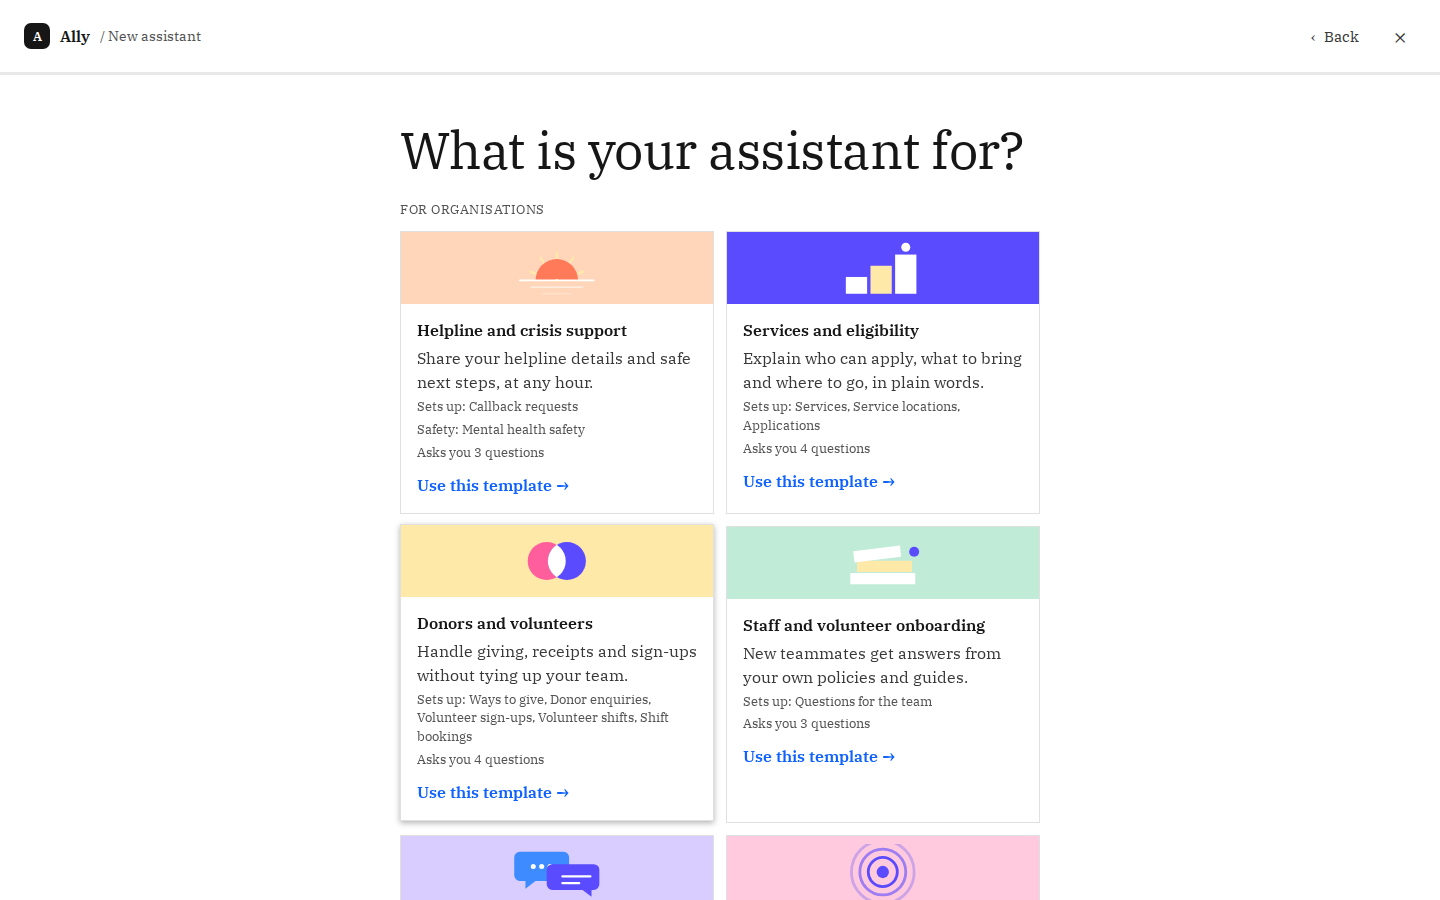 A Ally / New assistant
‹ Back ×
What is your assistant for?
FOR ORGANISATIONS
Helpline and crisis support
Share your helpline details and safe
next steps, at any hour.
Sets up: Callback requests
Safety: Mental health safety
Asks you 3 questions
Use this template →
Services and eligibility
Explain who can apply, what to bring
and where to go, in plain words.
Sets up: Services, Service locations,
Applications
Asks you 4 questions
Use this template →
Donors and volunteers
Handle giving, receipts and sign-ups
without tying up your team.
Sets up: Ways to give, Donor enquiries,
Volunteer sign-ups, Volunteer shifts, Shift
bookings
Asks you 4 questions
Use this template →
Staff and volunteer onboarding
New teammates get answers from
your own policies and guides.
Sets up: Questions for the team
Asks you 3 questions
Use this template →